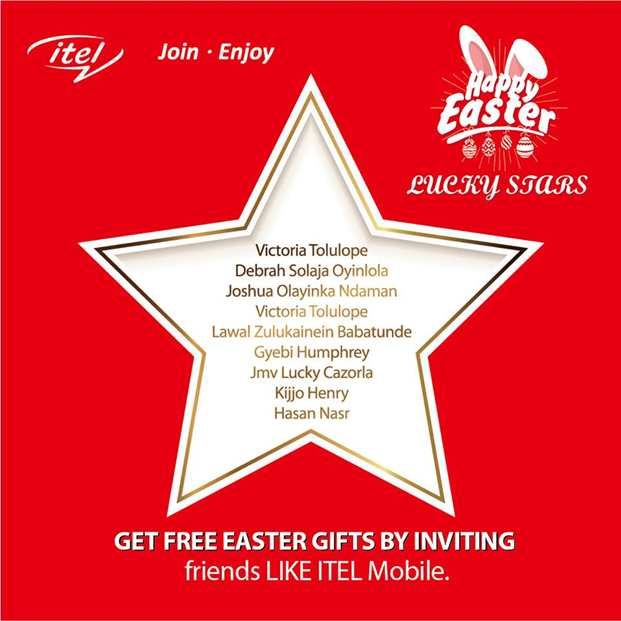 itel Join · Enjoy
Happy
Easter
LUCKY STARS
Victoria Tolulope
Debrah Solaja Oyinlola
Joshua Olayinka Ndaman
Victoria Tolulope
Lawal Zulukainein Babatunde
Gyebi Humphrey
Jmv Lucky Cazorla
Kijjo Henry
Hasan Nasr
GET FREE EASTER GIFTS BY INVITING
friends LIKE ITEL Mobile.